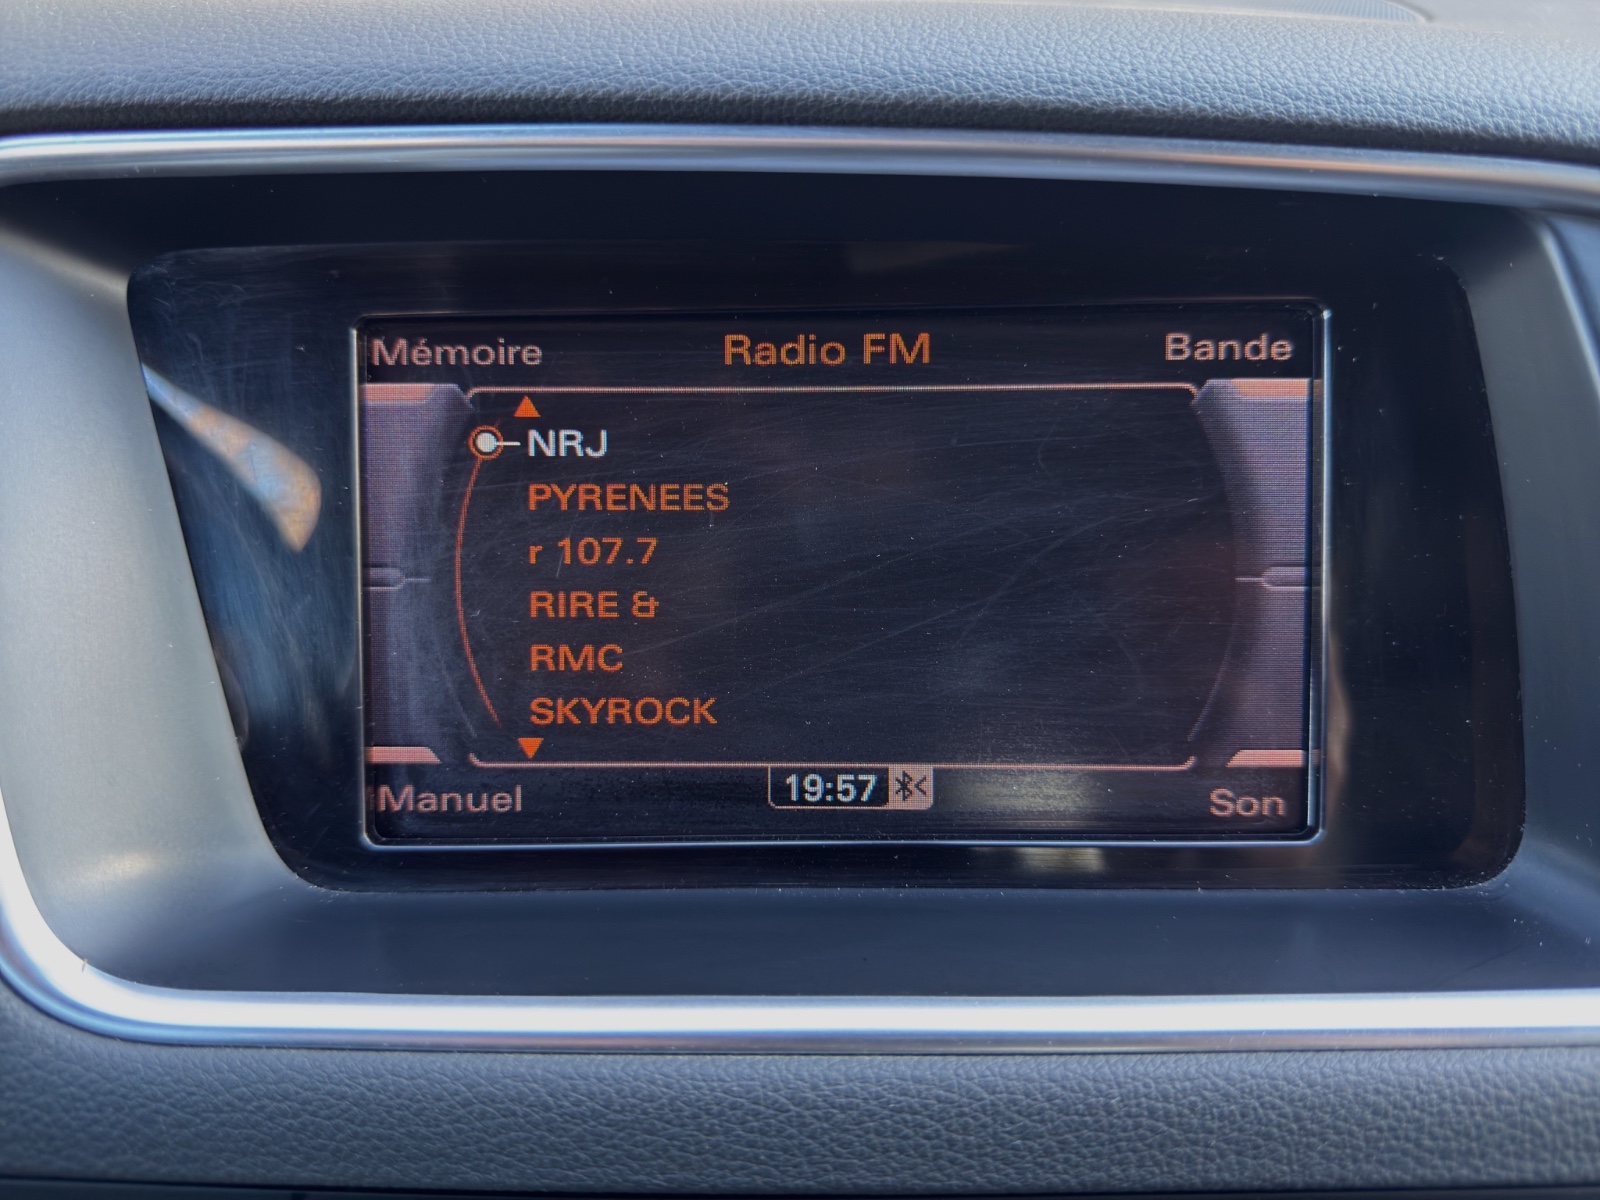 Mémoire Radio FM Bande
NRJ
PYRENEES
r 107.7
RIRE &
RMC
SKYROCK
19:57
Manuel Son